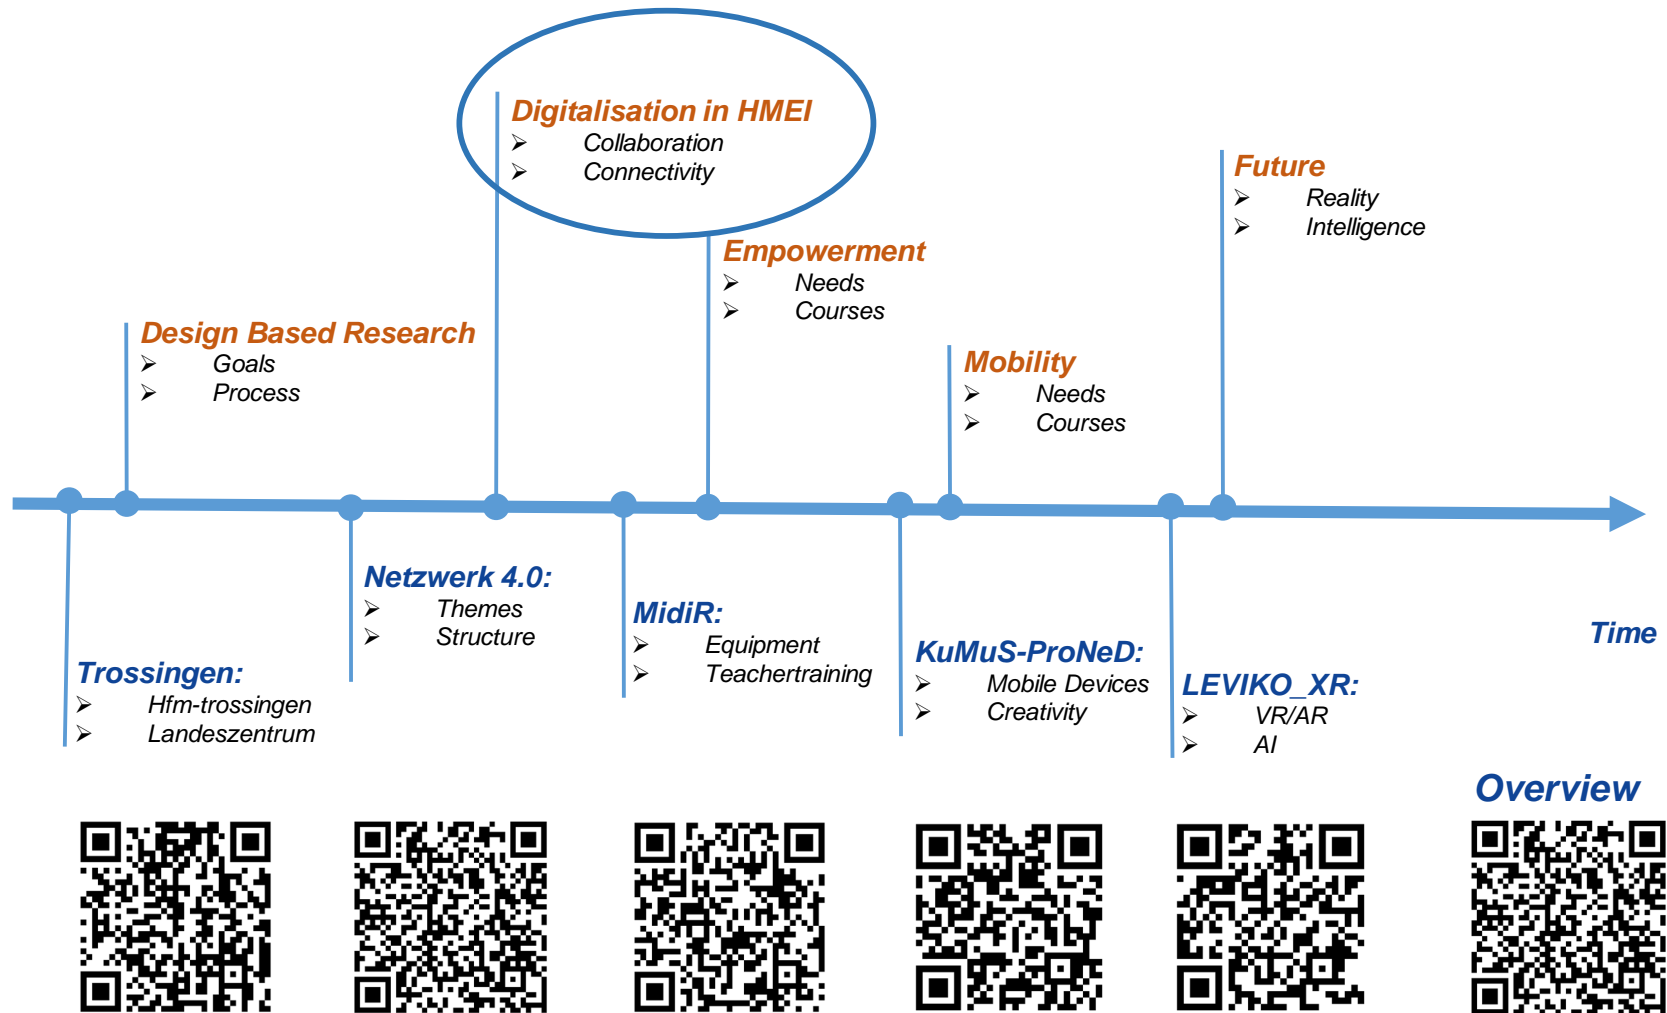 Digitalisation in HMEI
➢ Collaboration
➢ Connectivity
Future
➢ Reality
➢ Intelligence
Empowerment
➢ Needs
➢ Courses
Design Based Research
➢ Goals
➢ Process
Mobility
➢ Needs
➢ Courses
Netzwerk 4.0:
➢ Themes
➢ Structure
MidiR:
➢ Equipment
➢ Teachertraining
Time
Trossingen:
➢ Hfm-trossingen
➢ Landeszentrum
KuMuS-ProNeD:
➢ Mobile Devices
➢ Creativity
LEVIKO_XR:
➢ VR/AR
➢ AI
Overview